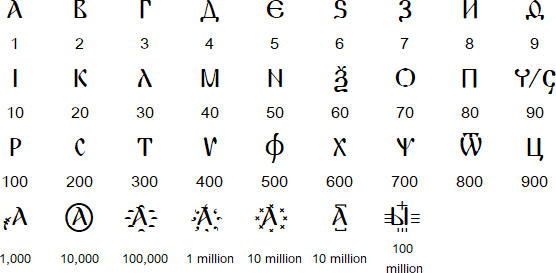 А В Г Д Є Ѕ З И Ѳ
1 2 3 4 5 6 7 8 9
І К Л М N Ѯ О П Ч/Ҁ
10 20 30 40 50 60 70 80 90
Р С Т Ѵ Ф Х Ѱ Ѿ Ц
100 200 300 400 500 600 700 800 900
҂А А⃝ А҈ А҉ А꙰
1,000 10,000 100,000 1 million 10 million 10 million 100 million